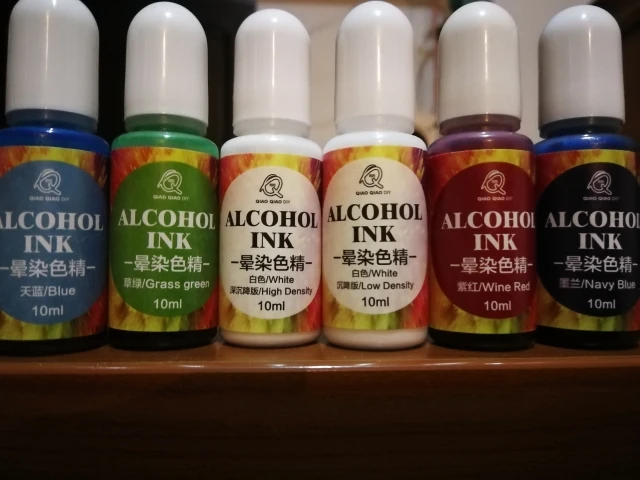 QIAO QIAO DIY
ALCOHOL
INK
晕染色精
天蓝/Blue
10ml
QIAO QIAO DIY
ALCOHOL
INK
晕染色精
草绿/Grass green
10ml
QIAO QIAO DIY
ALCOHOL
INK
晕染色精
白色/White
深沉降版/High Density
10ml
QIAO QIAO DIY
ALCOHOL
INK
晕染色精
白色/White
沉降版/Low Density
10ml
QIAO QIAO DIY
ALCOHOL
INK
晕染色精
紫红/Wine Red
10ml
QIAO QIAO DIY
ALCOHOL
INK
晕染色精
墨兰/Navy Blue
10ml